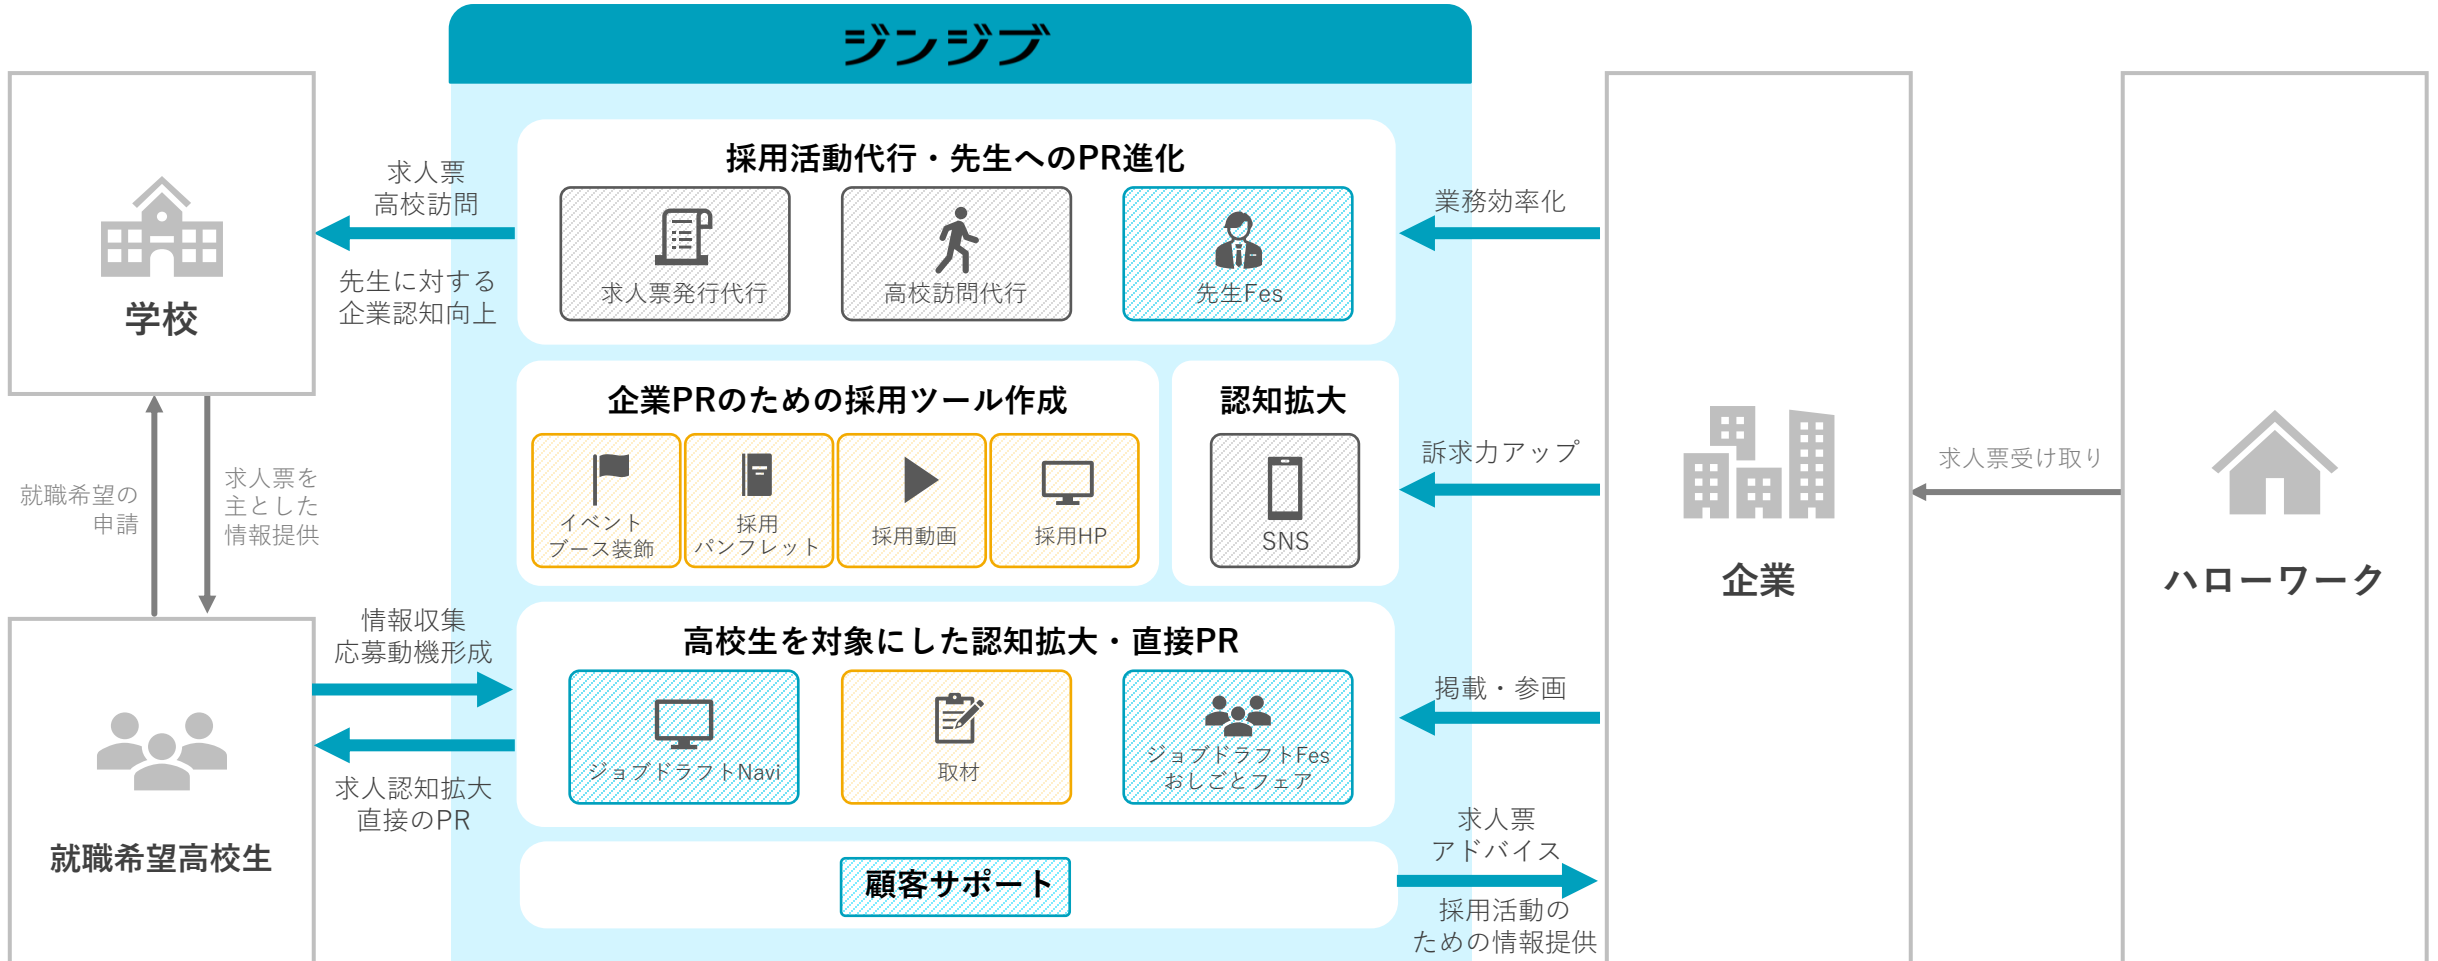 ジンジブ
学校
求人票
高校訪問
先生に対する
企業認知向上
採用活動代行・先生へのPR進化
求人票発行代行
高校訪問代行
先生Fes
業務効率化
企業PRのための採用ツール作成
イベント
ブース装飾
採用
パンフレット
採用動画
採用HP
認知拡大
SNS
訴求力アップ
就職希望の
申請
求人票を
主とした
情報提供
情報収集
応募動機形成
求人認知拡大
直接のPR
就職希望高校生
高校生を対象にした認知拡大・直接PR
ジョブドラフトNavi
取材
ジョブドラフトFes
おしごとフェア
掲載・参画
顧客サポート
求人票
アドバイス
採用活動の
ための情報提供
企業
求人票受け取り
ハローワーク